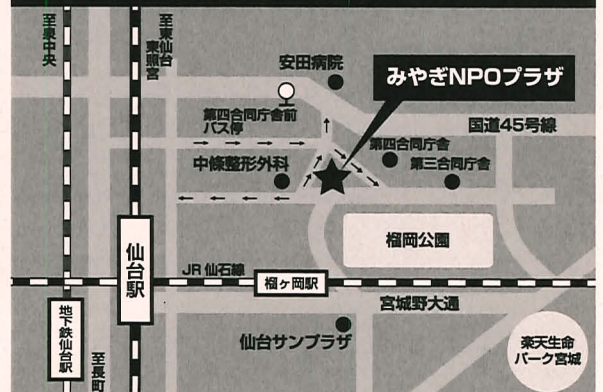 至泉中央
至東仙台
東照宮
安田病院
みやぎNPOプラザ
第四合同庁舎前
バス停
国道45号線
第四合同庁舎
第三合同庁舎
中條整形外科
榴岡公園
仙台駅
JR仙石線
榴ヶ岡駅
宮城野大通
地下鉄仙台駅
至長町
仙台サンプラザ
楽天生命
パーク宮城